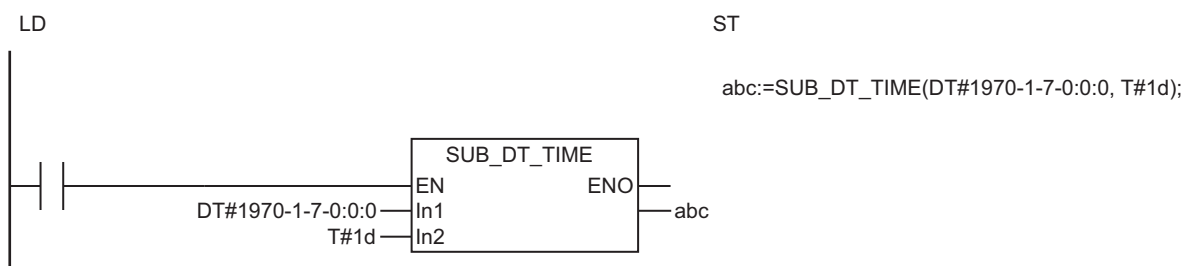 LD
ST
abc:=SUB_DT_TIME(DT#1970-1-7-0:0:0, T#1d);
SUB_DT_TIME
EN ENO
DT#1970-1-7-0:0:0 In1 abc
T#1d In2